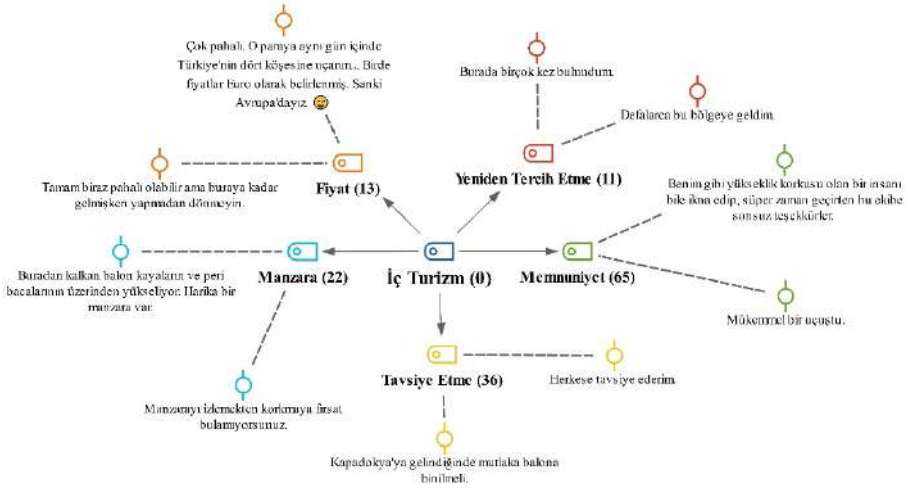 Çok pahalı. O paraya aynı gün içinde
Türkiye'nin dört köşesine uçarım... Birde
fiyatlar Euro olarak belirlenmiş. Sanki
Avrupa'dayız. 😅
Burada birçok kez bulundum.
Defalarca bu bölgeye geldim.
Tamam biraz pahalı olabilir ama buraya kadar
gelmişken yapmadan dönmeyin.
Fiyat (13)
Yeniden Tercih Etme (11)
Benim gibi yükseklik korkusu olan bir insanı
bile ikna edip, süper zaman geçirten bu ekibe
sonsuz teşekkürler.
Buradan kalkan balon kayaların ve peri
bacalarının üzerinden yükseliyor. Harika bir
manzara var.
Manzara (22)
İç Turizm (0)
Memnuniyet (65)
Mükemmel bir uçuştu.
Tavsiye Etme (36)
Herkese tavsiye ederim.
Manzarayı izlemekten korkmaya fırsat
bulamıyorsunuz.
Kapadokya'ya gelindiğinde mutlaka balona
binilmeli.